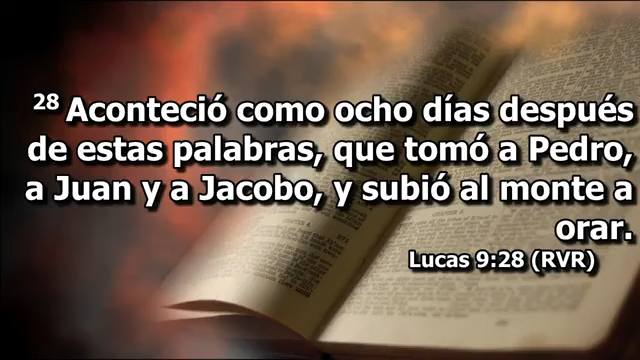 28 Aconteció como ocho días después
de estas palabras, que tomó a Pedro,
a Juan y a Jacobo, y subió al monte a
orar.
Lucas 9:28 (RVR)